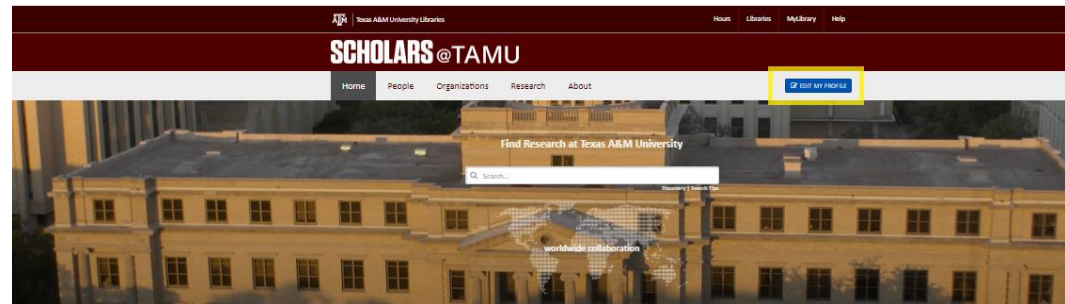 ĀM | Texas A&M University Libraries
Hours Libraries MyLibrary Help
SCHOLARS @TAMU
Home People Organizations Research About
EDIT MY PROFILE
Find Research at Texas A&M University
Search...
Discovery | Search Tips
worldwide collaboration